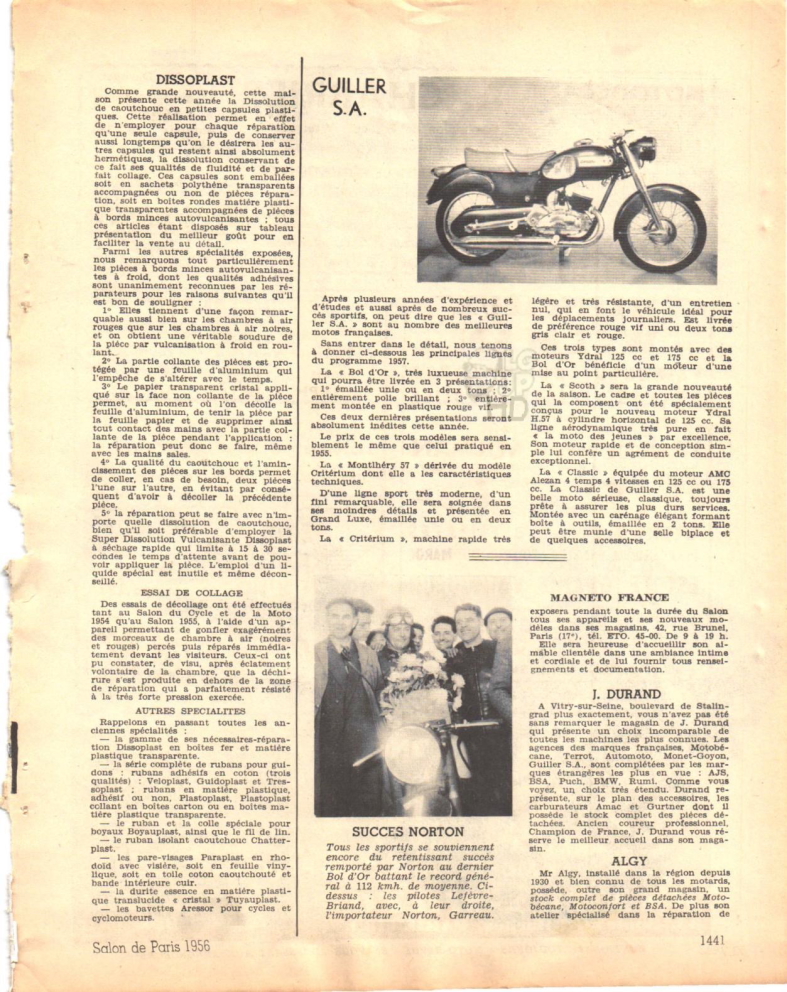 DISSOPLAST
Comme grande nouveauté, cette mai-
son présente cette année la Dissolution
de caoutchouc en petites capsules plasti-
ques. Cette réalisation permet en effet
de n'employer pour chaque réparation
qu'une seule capsule, puis de conserver
aussi longtemps qu'on le désirera les au-
tres capsules qui restent ainsi absolument
hermétiques, la dissolution conservant de
ce fait ses qualités de fluidité et de par-
fait collage. Ces capsules sont emballées
soit en sachets polythène transparents
accompagnées ou non de pièces répara-
tion, soit en boîtes rondes matière plasti-
que transparentes accompagnées de pièces
à bords minces autovulcanisantes ; tous
ces articles étant disposés sur tableau
présentation du meilleur goût pour en
faciliter la vente au détail.
Parmi les autres spécialités exposées,
nous remarquons tout particulièrement
les pièces à bords minces autovulcanisan-
tes à froid, dont les qualités adhésives
sont unanimement reconnues par les ré-
parateurs pour les raisons suivantes qu'il
est bon de souligner :
1° Elles tiennent d'une façon remar-
quable aussi bien sur les chambres à air
rouges que sur les chambres à air noires,
et on obtient une véritable soudure de
la pièce par vulcanisation à froid en rou-
lant.
2° La partie collante des pièces est pro-
tégée par une feuille d'aluminium qui
l'empêche de s'altérer avec le temps.
3° Le papier transparent cristal appli-
qué sur la face non collante de la pièce
permet, au moment où l'on décolle la
feuille d'aluminium, de tenir la pièce par
la feuille papier et de supprimer ainsi
tout contact des mains avec la partie col-
lante de la pièce pendant l'application :
la réparation peut donc se faire, même
avec les mains sales.
4° La qualité du caoutchouc et l'amin-
cissement des pièces sur les bords permet
de coller, en cas de besoin, deux pièces
l'une sur l'autre, en évitant par consé-
quent d'avoir à décoller la précédente
pièce.
5° la réparation peut se faire avec n'im-
porte quelle dissolution de caoutchouc,
bien qu'il soit préférable d'employer la
Super Dissolution Vulcanisante Dissoplast
à séchage rapide qui limite à 15 à 30 se-
condes le temps d'attente avant de pou-
voir appliquer la pièce. L'emploi d'un li-
quide spécial est inutile et même décon-
seillé.
ESSAI DE COLLAGE
Des essais de décollage ont été effectués
tant au Salon du Cycle et de la Moto
1954 qu'au Salon 1955, à l'aide d'un ap-
pareil permettant de gonfler exagérément
des morceaux de chambre à air (noires
et rouges) percés puis réparés immédia-
tement devant les visiteurs. Ceux-ci ont
pu constater, de visu, après éclatement
volontaire de la chambre, que la déchi-
rure s'est produite en dehors de la zone
de réparation qui a parfaitement résisté
à la très forte pression exercée.
AUTRES SPECIALITES
Rappelons en passant toutes les an-
ciennes spécialités :
— la gamme de ses nécessaires-répara-
tion Dissoplast en boîtes fer et matière
plastique transparente.
— la série complète de rubans pour gui-
dons : rubans adhésifs en coton (trois
qualités) : Veloplast, Guidoplast et Tres-
soplast ; rubans en matière plastique,
adhésif ou non, Plastoplast, Plastoplast
collant en boîtes carton ou en boîtes ma-
tière plastique transparente.
— le ruban et la colle spéciale pour
boyaux Boyauplast, ainsi que le fil de lin.
— le ruban isolant caoutchouc Chatter-
plast.
— les pare-visages Paraplast en rho-
doïd avec visière, soit en feuille viny-
lique, soit en toile coton caoutchouté et
bande intérieure cuir.
— la durite essence en matière plasti-
que translucide « cristal » Tuyauplast.
— les bavettes Aressor pour cycles et
cyclomoteurs.
GUILLER
S.A.
Après plusieurs années d'expérience et
d'études et aussi après de nombreux suc-
cès sportifs, on peut dire que les « Guil-
ler S.A. » sont au nombre des meilleures
motos françaises.
Sans entrer dans le détail, nous tenons
à donner ci-dessous les principales lignes
du programme 1957.
La « Bol d'Or », très luxueuse machine
qui pourra être livrée en 3 présentations:
1° émaillée unie ou en deux tons ; 2°
entièrement polie brillant ; 3° entière-
ment montée en plastique rouge vif.
Ces deux dernières présentations seront
absolument inédites cette année.
Le prix de ces trois modèles sera sensi-
blement le même que celui pratiqué en
1955.
La « Montlhéry 57 » dérivée du modèle
Critérium dont elle a les caractéristiques
techniques.
D'une ligne sport très moderne, d'un
fini remarquable, elle sera soignée dans
ses moindres détails et présentée en
Grand Luxe, émaillée unie ou en deux
tons.
La « Critérium », machine rapide très
légère et très résistante, d'un entretien
nul, qui en font le véhicule idéal pour
les déplacements journaliers. Est livrée
de préférence rouge vif uni ou deux tons
gris clair et rouge.
Ces trois types sont montés avec des
moteurs Ydral 125 cc et 175 cc et la
Bol d'Or bénéficie d'un moteur d'une
mise au point particulière.
La « Scoth » sera la grande nouveauté
de la saison. Le cadre et toutes les pièces
qui la composent ont été spécialement
conçus pour le nouveau moteur Ydral
H.57 à cylindre horizontal de 125 cc. Sa
ligne aérodynamique très pure en fait
« la moto des jeunes » par excellence.
Son moteur rapide et de conception sim-
ple lui confère un agrément de conduite
exceptionnel.
La « Classic » équipée du moteur AMC
Alezan 4 temps 4 vitesses en 125 cc ou 175
cc. La Classic de Guiller S.A. est une
belle moto sérieuse, classique, toujours
prête à assurer les plus durs services.
Montée avec un carénage élégant formant
boîte à outils, émaillée en 2 tons. Elle
peut être munie d'une selle biplace et
de quelques accessoires.
SUCCES NORTON
Tous les sportifs se souviennent
encore du retentissant succès
remporté par Norton au dernier
Bol d'Or battant le record géné-
ral à 112 kmh. de moyenne. Ci-
dessus : les pilotes Lefèvre-
Briand, avec, à leur droite,
l'importateur Norton, Garreau.
MAGNETO FRANCE
exposera pendant toute la durée du Salon
tous ses appareils et ses nouveaux mo-
dèles dans ses magasins, 42, rue Brunel,
Paris (17°), tél. ETO. 45-00. De 9 à 19 h.
Elle sera heureuse d'accueillir son ai-
mable clientèle dans une ambiance intime
et cordiale et de lui fournir tous rensei-
gnements et documentation.
J. DURAND
A Vitry-sur-Seine, boulevard de Stalin-
grad plus exactement, vous n'avez pas été
sans remarquer le magasin de J. Durand
qui présente un choix incomparable de
toutes les machines les plus connues. Les
agences des marques françaises, Motobé-
cane, Terrot, Automoto, Monet-Goyon,
Guiller S.A., sont complétées par les mar-
ques étrangères les plus en vue : AJS,
BSA, Puch, BMW, Rumi. Comme vous
voyez, un choix très étendu. Durand re-
présente, sur le plan des accessoires, les
carburateurs Amac et Gurtner dont il
possède le stock complet des pièces dé-
tachées. Ancien coureur professionnel,
Champion de France, J. Durand vous ré-
serve le meilleur accueil dans son maga-
sin.
ALGY
Mr Algy, installé dans la région depuis
1930 et bien connu de tous les motards,
possède, outre son grand magasin, un
stock complet de pièces détachées Moto-
bécane, Motoconfort et BSA. De plus son
atelier spécialisé dans la réparation de
Salon de Paris 1956
1441